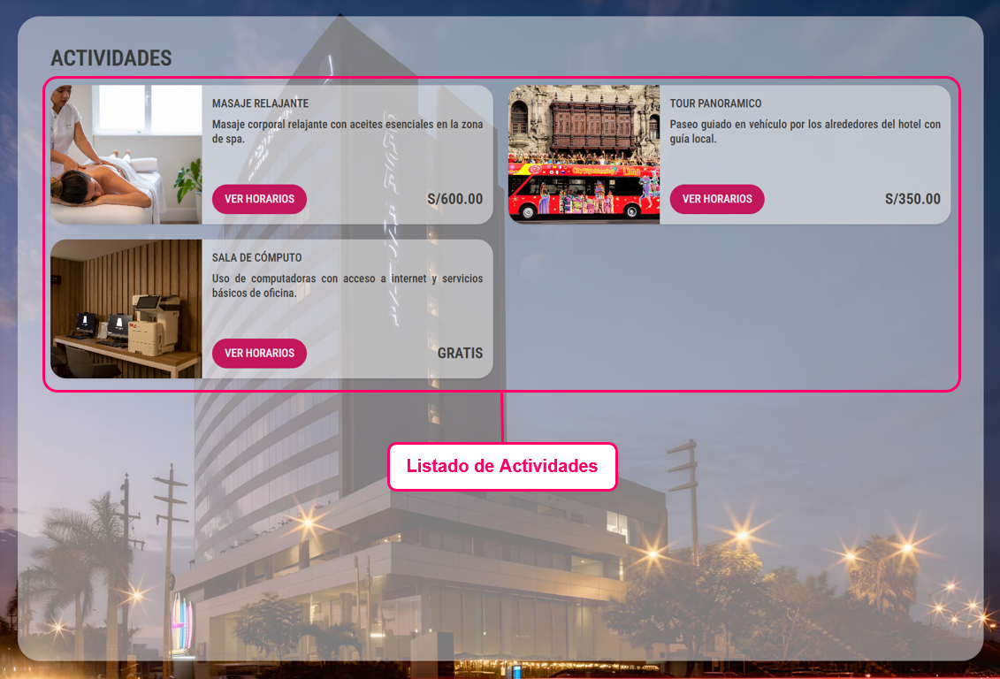 ACTIVIDADES
MASAJE RELAJANTE
Masaje corporal relajante con aceites esenciales en la zona
de spa.
VER HORARIOS
S/600.00
TOUR PANORAMICO
Paseo guiado en vehículo por los alrededores del hotel con
guía local.
VER HORARIOS
S/350.00
SALA DE CÓMPUTO
Uso de computadoras con acceso a internet y servicios
básicos de oficina.
VER HORARIOS
GRATIS
Listado de Actividades